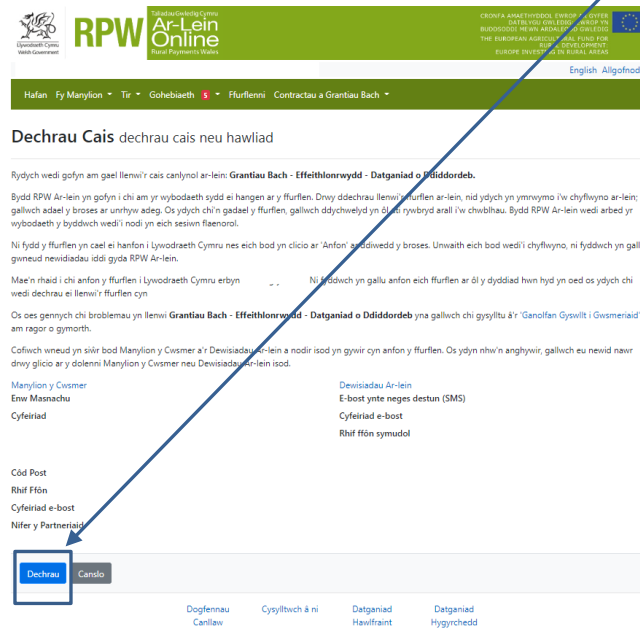 Llywodraeth Cymru
Welsh Government
RPW
Taliadau Gwledig Cymru
Ar-Lein
Online
Rural Payments Wales
CRONFA AMAETHYDDOL EWROP AR GYFER
DATBLYGU GWLEDIG: EWROP YN
BUDDSODDI MEWN ARDALOEDD GWLEDIG
THE EUROPEAN AGRICULTURAL FUND FOR
RURAL DEVELOPMENT:
EUROPE INVESTING IN RURAL AREAS
English Allgofnod
Hafan Fy Manylion Tir Gohebiaeth 5 Ffurflenni Contractau a Grantiau Bach
Dechrau Cais dechrau cais neu hawliad
Rydych wedi gofyn am gael llenwi'r cais canlynol ar-lein: Grantiau Bach - Effeithlonrwydd - Datganiad o Ddiddordeb.
Bydd RPW Ar-lein yn gofyn i chi am yr wybodaeth sydd ei hangen ar y ffurflen. Drwy ddechrau llenwi'r ffurflen ar-lein, nid ydych yn ymrwymo i'w chyflwyno ar-lein;
gallwch adael y broses ar unrhyw adeg. Os ydych chi'n gadael y ffurflen, gallwch ddychwelyd yn ôl ati rywbryd arall i'w chwblhau. Bydd RPW Ar-lein wedi arbed yr
wybodaeth y byddwch wedi'i nodi yn eich sesiwn flaenorol.
Ni fydd y ffurflen yn cael ei hanfon i Lywodraeth Cymru nes eich bod yn clicio ar 'Anfon' ar ddiwedd y broses. Unwaith eich bod wedi'i chyflwyno, ni fyddwch yn gall
gwneud newidiadau iddi gyda RPW Ar-lein.
Mae'n rhaid i chi anfon y ffurflen i Lywodraeth Cymru erbyn Ni fyddwch yn gallu anfon eich ffurflen ar ôl y dyddiad hwn hyd yn oed os ydych chi
wedi dechrau ei llenwi'r ffurflen cyn
Os oes gennych chi broblemau yn llenwi Grantiau Bach - Effeithlonrwydd - Datganiad o Ddiddordeb yna gallwch chi gysylltu â'r 'Ganolfan Gyswllt i Gwsmeriaid'
am ragor o gymorth.
Cofiwch wneud yn siŵr bod Manylion y Cwsmer a'r Dewisiadau Ar-lein a nodir isod yn gywir cyn anfon y ffurflen. Os ydyn nhw'n anghywir, gallwch eu newid nawr
drwy glicio ar y dolenni Manylion y Cwsmer neu Dewisiadau Ar-lein isod.
Manylion y Cwsmer
Enw Masnachu
Cyfeiriad
Côd Post
Rhif Ffôn
Cyfeiriad e-bost
Nifer y Partneriaid
Dewisiadau Ar-lein
E-bost ynte neges destun (SMS)
Cyfeiriad e-bost
Rhif ffôn symudol
Dechrau Canslo
Dogfennau Canllaw
Cysylltwch â ni
Datganiad Hawlfraint
Datganiad Hygyrchedd